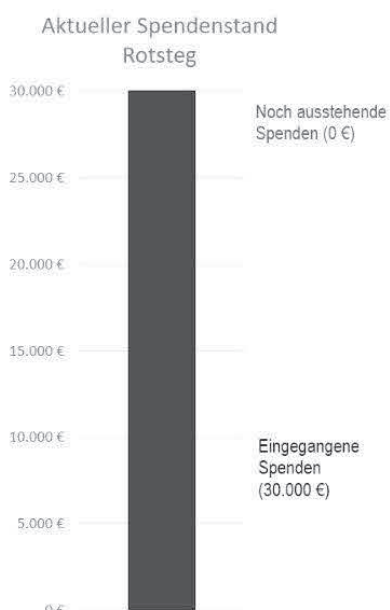 Aktueller Spendenstand
Rotsteg
30.000 €
Noch ausstehende
Spenden (0 €)
25.000 €
20.000 €
15.000 €
10.000 €
Eingegangene
Spenden
(30.000 €)
5.000 €
0 €